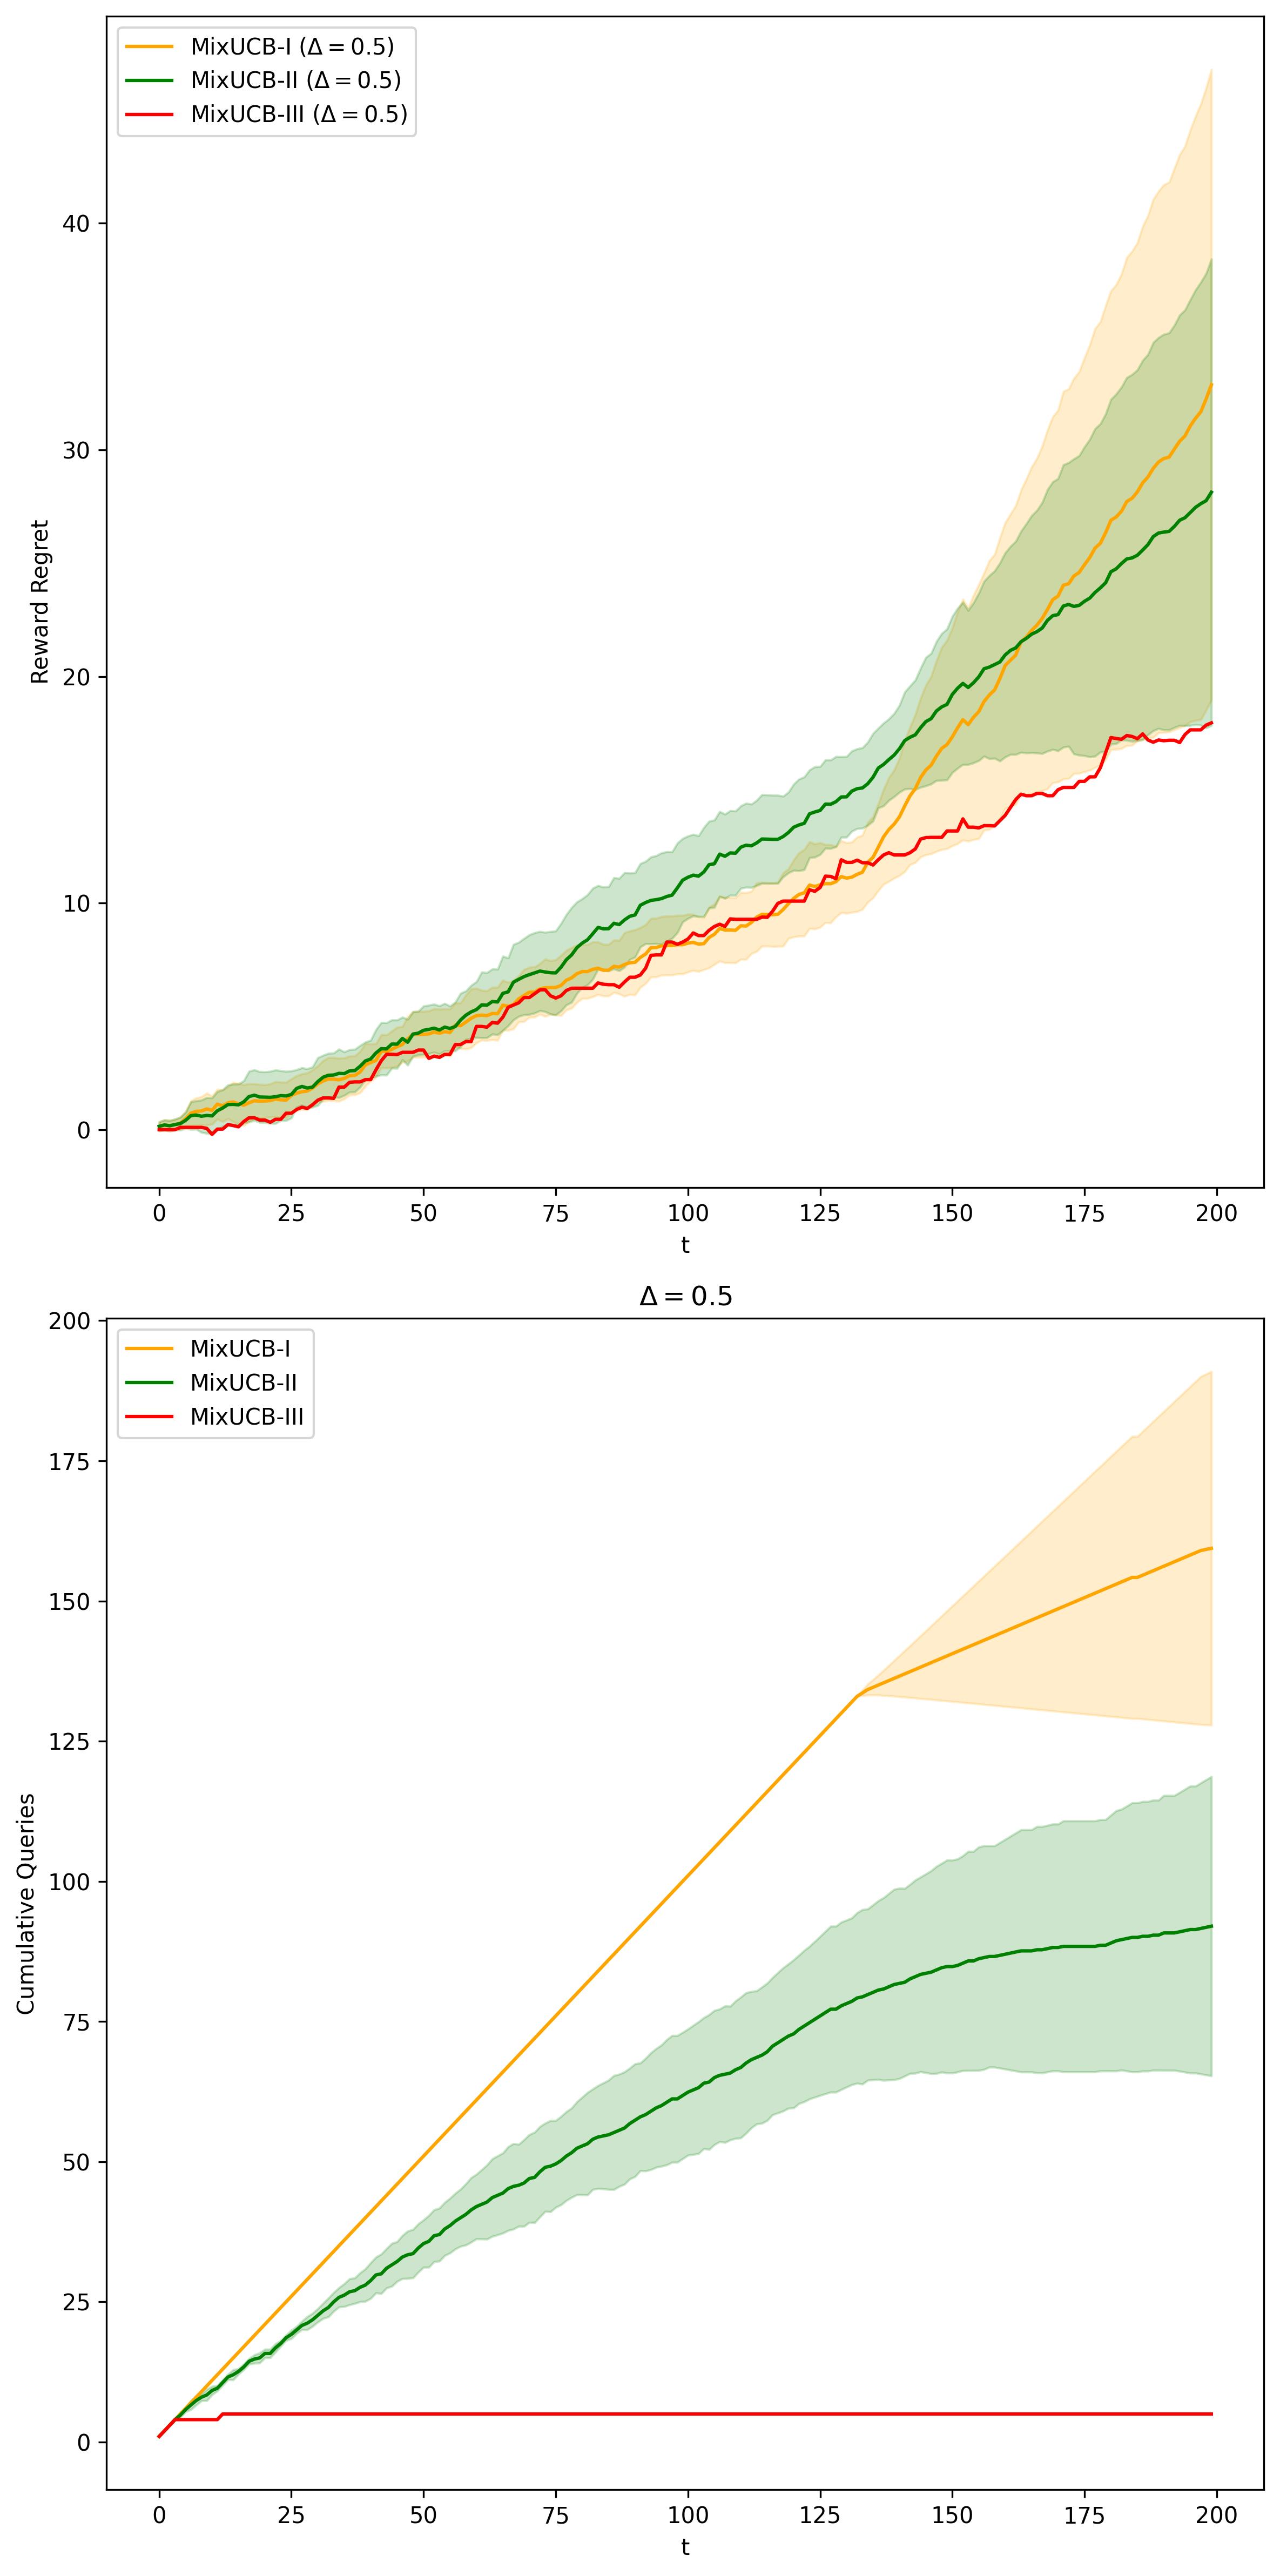 MixUCB-I (Δ = 0.5)
MixUCB-II (Δ = 0.5)
MixUCB-III (Δ = 0.5)
40
30
20
10
0
Reward Regret
0 25 50 75 100 125 150 175 200
t
Δ = 0.5
MixUCB-I
MixUCB-II
MixUCB-III
200
175
150
125
100
75
50
25
0
Cumulative Queries
0 25 50 75 100 125 150 175 200
t